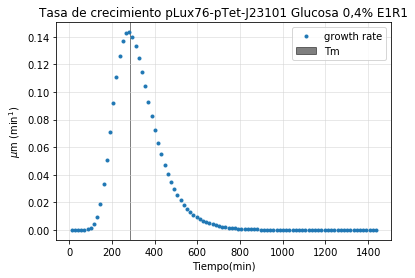 Tasa de crecimiento pLux76-pTet-J23101 Glucosa 0,4% E1R1
growth rate
Tm
μm (min¹)
0.14
0.12
0.10
0.08
0.06
0.04
0.02
0.00
0 200 400 600 800 1000 1200 1400
Tiempo(min)